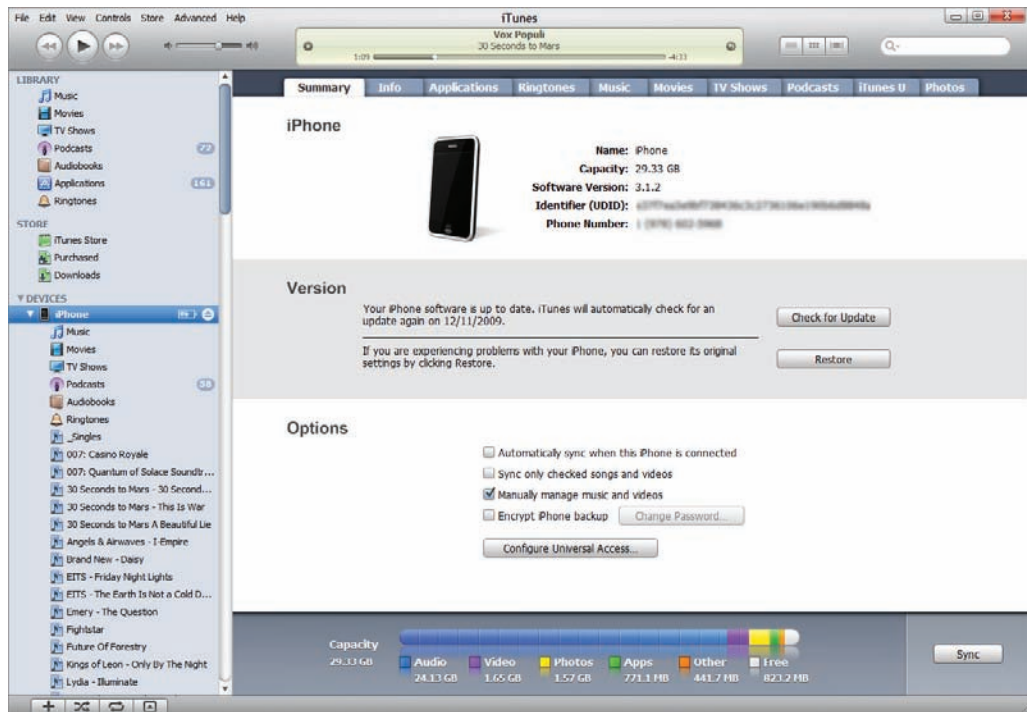 File Edit View Controls Store Advanced Help
iTunes
Vox Populi
30 Seconds to Mars
1:09
-4:33
LIBRARY
Music
Movies
TV Shows
Podcasts 22
Audiobooks
Applications 161
Ringtones
STORE
iTunes Store
Purchased
Downloads
DEVICES
iPhone
Music
Movies
TV Shows
Podcasts 58
Audiobooks
Ringtones
_Singles
007: Casino Royale
007: Quantum of Solace Soundtr...
30 Seconds to Mars - 30 Second...
30 Seconds to Mars - This Is War
30 Seconds to Mars A Beautiful Lie
Angels & Airwaves - I-Empire
Brand New - Daisy
EITS - Friday Night Lights
EITS - The Earth Is Not a Cold D...
Emery - The Question
Fightstar
Future Of Forestry
Kings of Leon - Only By The Night
Lydia - Illuminate
Summary Info Applications Ringtones Music Movies TV Shows Podcasts iTunes U Photos
iPhone
Name: iPhone
Capacity: 29.33 GB
Software Version: 3.1.2
Identifier (UDID):
Phone Number:
Version
Your iPhone software is up to date. iTunes will automatically check for an
update again on 12/11/2009.
Check for Update
If you are experiencing problems with your iPhone, you can restore its original
settings by clicking Restore.
Restore
Options
Automatically sync when this iPhone is connected
Sync only checked songs and videos
Manually manage music and videos
Encrypt iPhone backup Change Password...
Configure Universal Access...
Capacity
29.33 GB
Audio Video Photos Apps Other Free
24.13 GB 1.65 GB 1.57 GB 771.1 MB 441.7 MB 823.2 MB
Sync